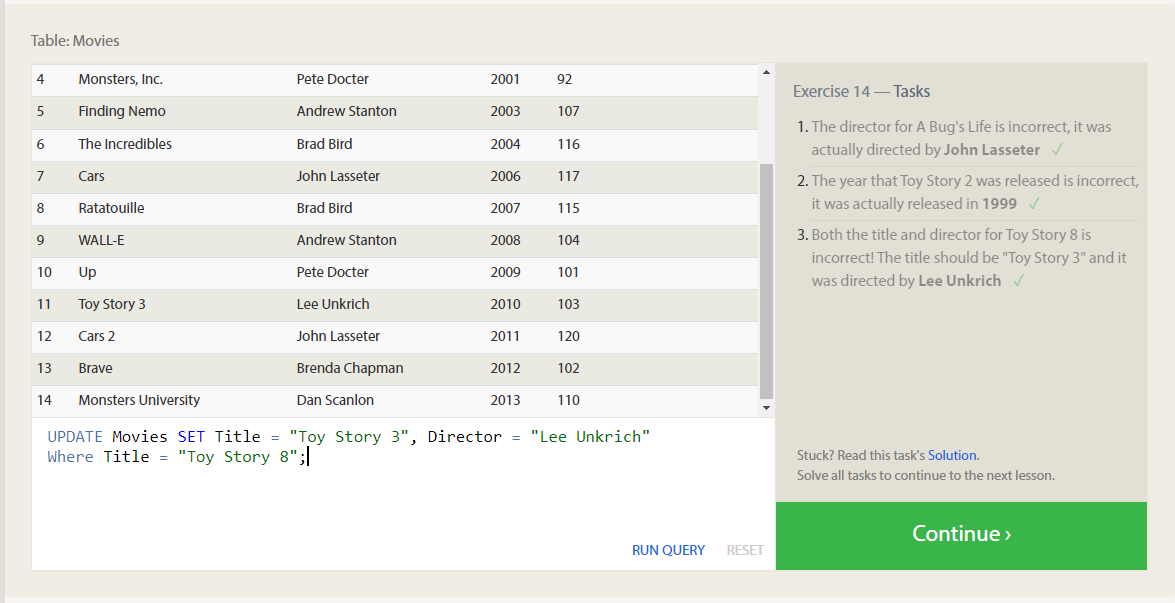 Table: Movies
4 Monsters, Inc. Pete Docter 2001 92
5 Finding Nemo Andrew Stanton 2003 107
6 The Incredibles Brad Bird 2004 116
7 Cars John Lasseter 2006 117
8 Ratatouille Brad Bird 2007 115
9 WALL-E Andrew Stanton 2008 104
10 Up Pete Docter 2009 101
11 Toy Story 3 Lee Unkrich 2010 103
12 Cars 2 John Lasseter 2011 120
13 Brave Brenda Chapman 2012 102
14 Monsters University Dan Scanlon 2013 110
UPDATE Movies SET Title = "Toy Story 3", Director = "Lee Unkrich"
Where Title = "Toy Story 8";
RUN QUERY RESET
Exercise 14 — Tasks
1. The director for A Bug's Life is incorrect, it was
actually directed by John Lasseter ✓
2. The year that Toy Story 2 was released is incorrect,
it was actually released in 1999 ✓
3. Both the title and director for Toy Story 8 is
incorrect! The title should be "Toy Story 3" and it
was directed by Lee Unkrich ✓
Stuck? Read this task's Solution.
Solve all tasks to continue to the next lesson.
Continue ›